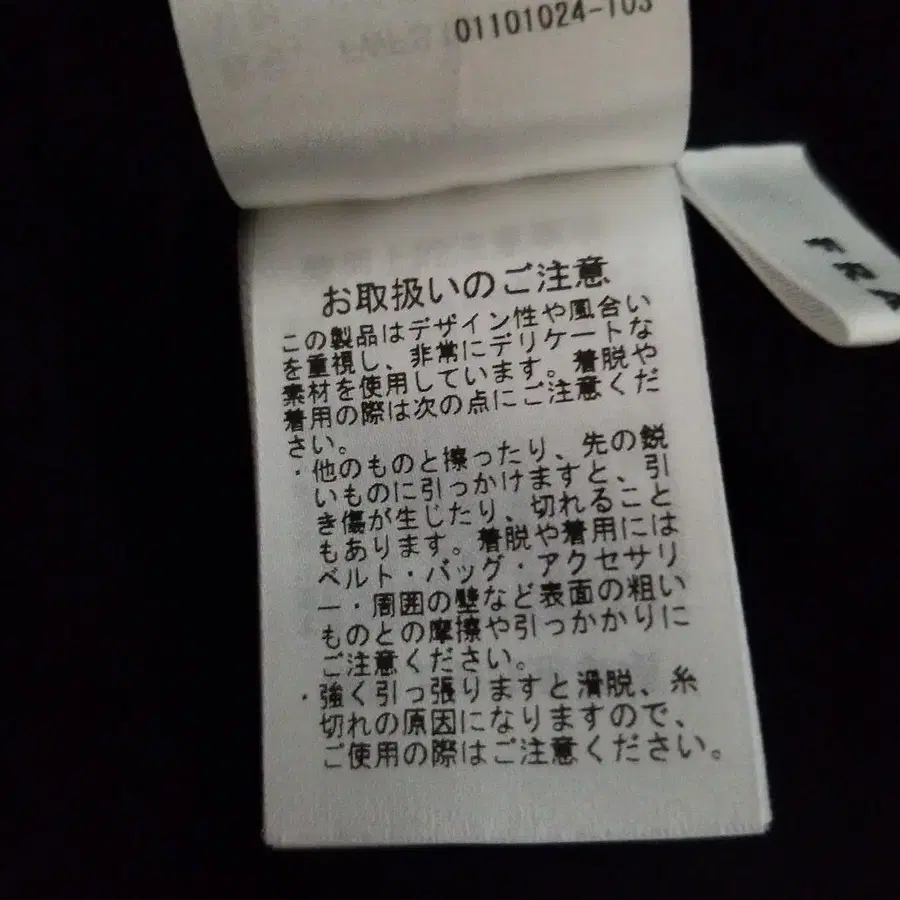 01101024-103
お取扱いのご注意
この製品はデザイン性や風合い
を重視し、非常にデリケートな
素材を使用しています。着脱や
着用の際は次の点にご注意くだ
さい。
・他のものと擦ったり、先の鋭
いものに引っかけますと、引
き傷が生じたり、切れること
もあります。着脱や着用には
ベルト・バッグ・アクセサリ
ー・周囲の壁など表面の粗い
ものとの摩擦や引っかかりに
ご注意ください。
・強く引っ張りますと滑脱、糸
切れの原因になりますので、
ご使用の際はご注意ください。
FRA